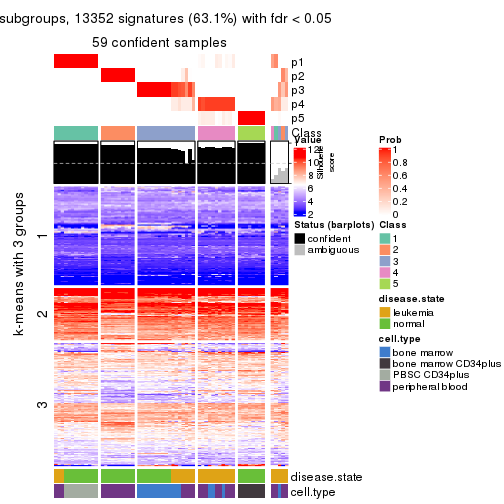 subgroups, 13352 signatures (63.1%) with fdr < 0.05
59 confident samples
p1
p2
p3
p4
p5
Class
k-means with 3 groups
1
2
3
disease.state
cell.type
Value
12
10
8
6
4
2
Silhouette
score
Status (barplots)
confident
ambiguous
Prob
1
0.8
0.6
0.4
0.2
0
Class
1
2
3
4
5
disease.state
leukemia
normal
cell.type
bone marrow
bone marrow CD34plus
PBSC CD34plus
peripheral blood